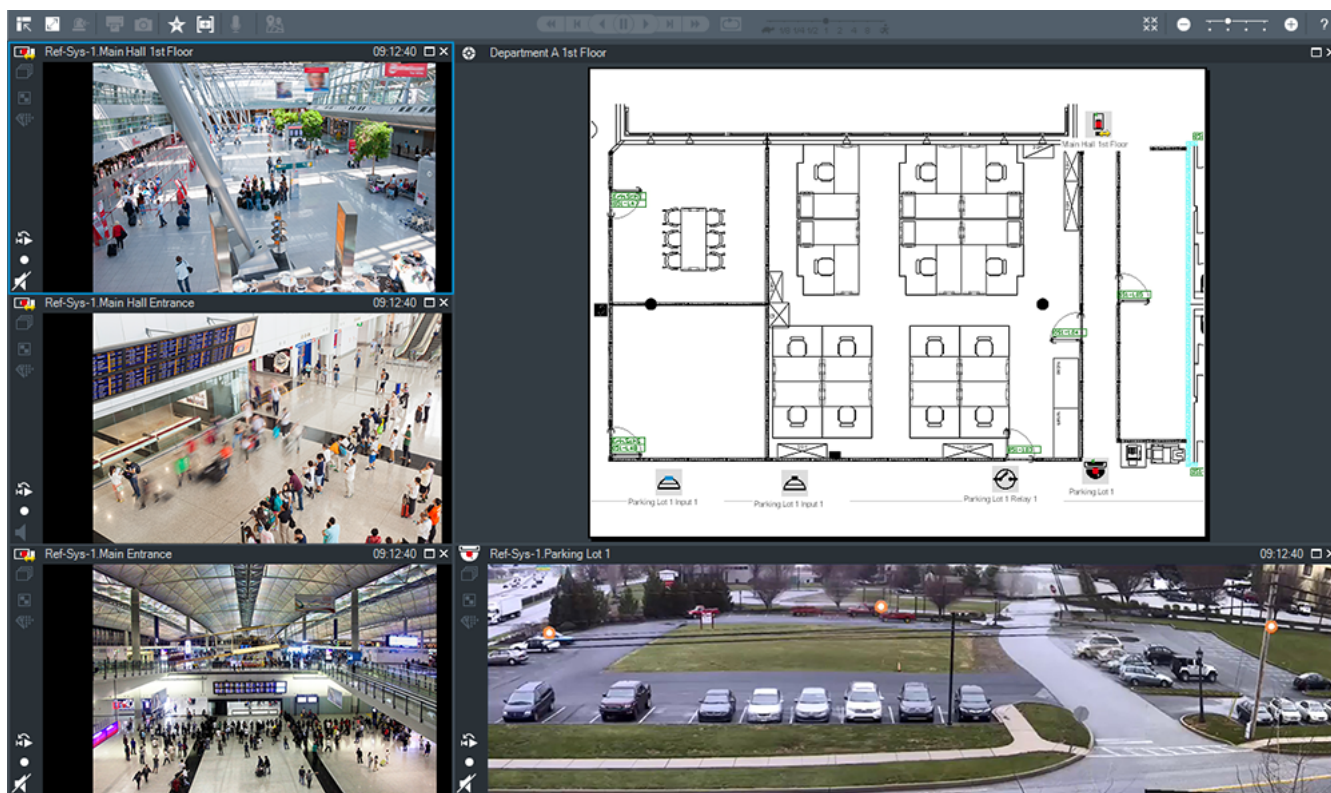 Ref-Sys-1.Main Hall 1st Floor 09:12:40
Department A 1st Floor
Main Hall 1st Floor
Parking Lot 1 Input 1
Parking Lot 1 Input 1
Parking Lot 1 Relay 1
Parking Lot 1
Ref-Sys-1.Main Hall Entrance 09:12:40
Ref-Sys-1.Main Entrance 09:12:40
Ref-Sys-1.Parking Lot 1 09:12:40